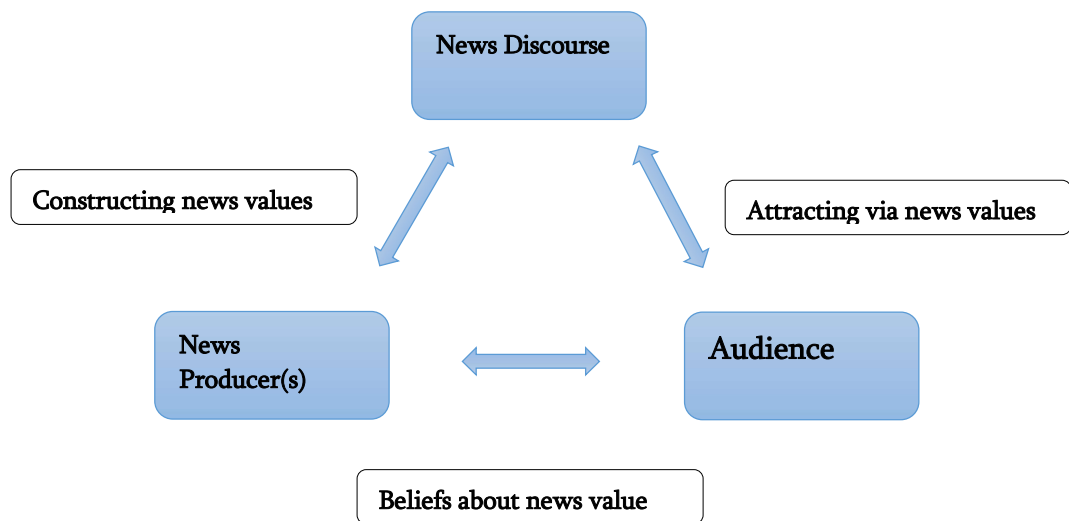 News Discourse
Constructing news values
Attracting via news values
News
Producer(s)
Audience
Beliefs about news value